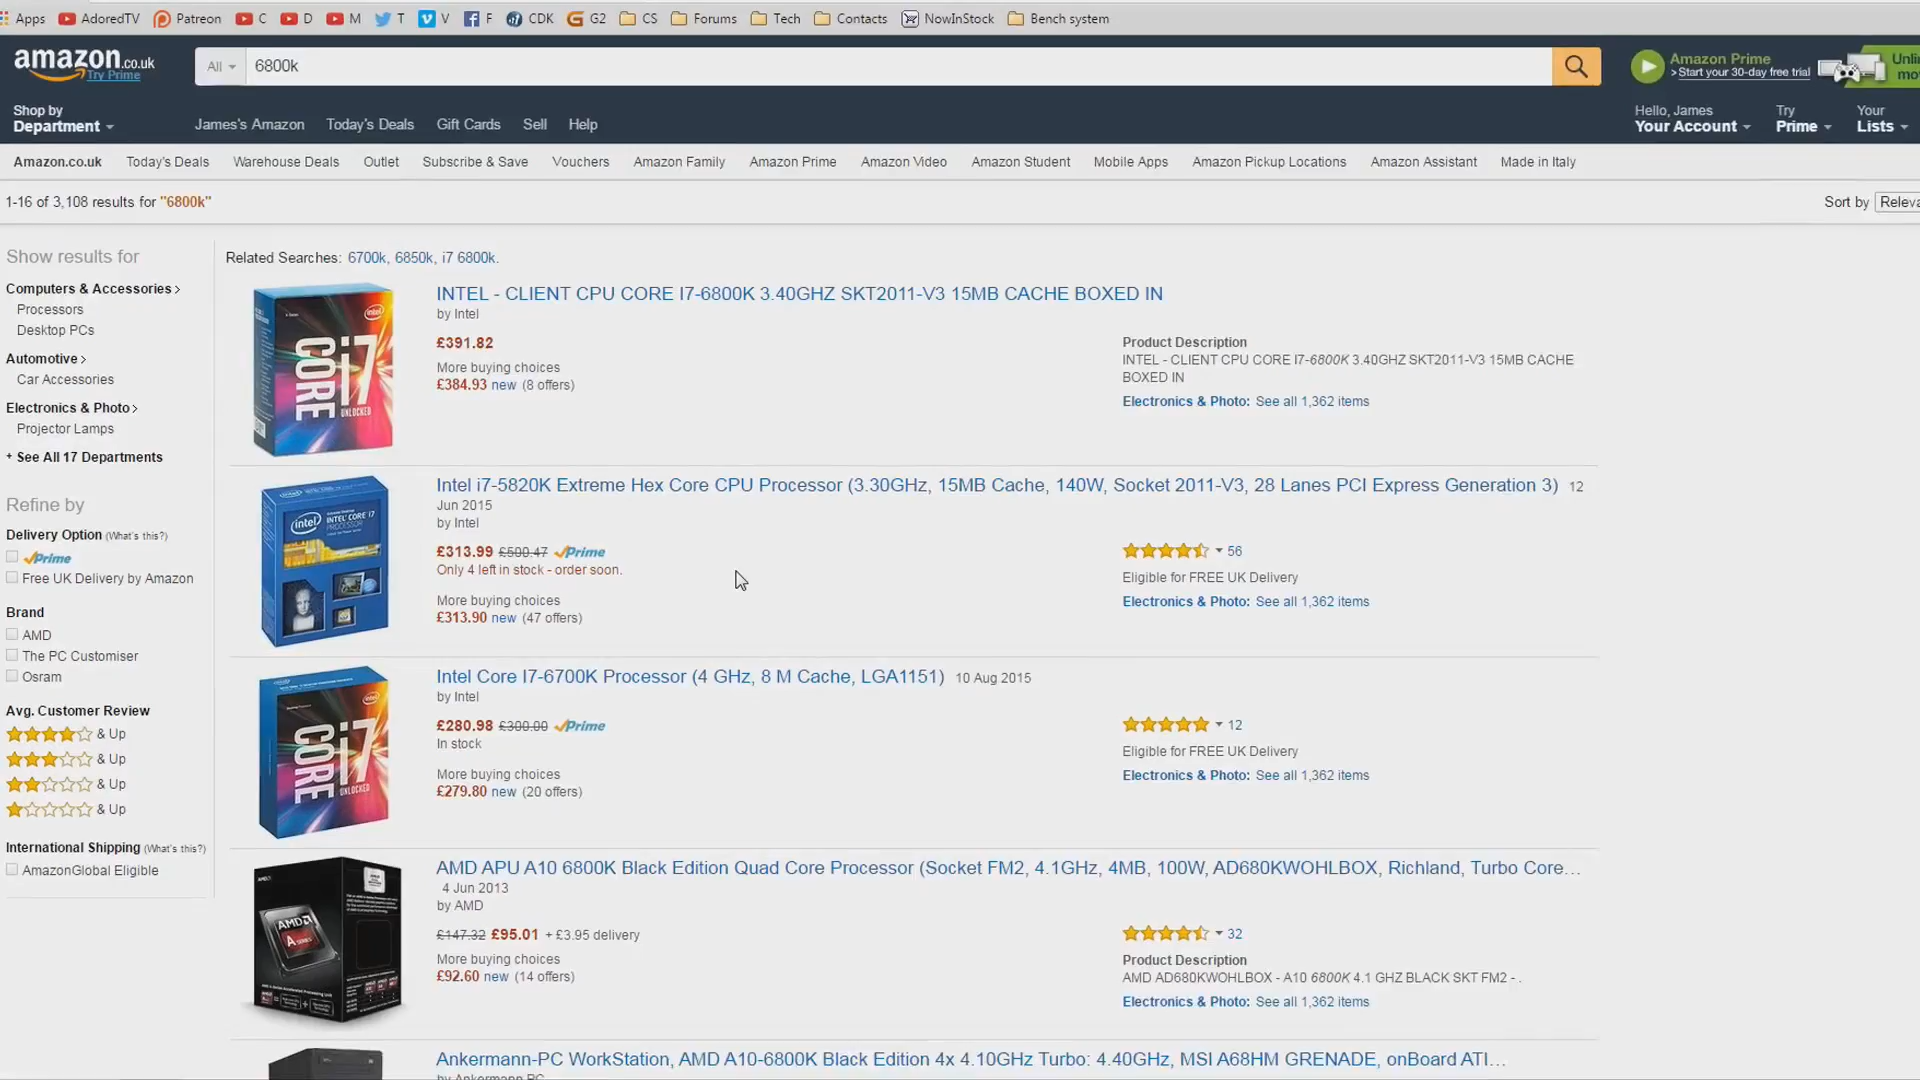 Apps AdoredTV Patreon C D M T V F CDK G2 CS Forums Tech Contacts NowInStock Bench system
amazon.co.uk
Try Prime
All
6800k
Amazon Prime
> Start your 30-day free trial
Shop by
Department
James's Amazon Today's Deals Gift Cards Sell Help
Hello, James
Your Account
Try
Prime
Your
Lists
Amazon.co.uk Today's Deals Warehouse Deals Outlet Subscribe & Save Vouchers Amazon Family Amazon Prime Amazon Video Amazon Student Mobile Apps Amazon Pickup Locations Amazon Assistant Made in Italy
1-16 of 3,108 results for "6800k"
Sort by Releva
Show results for
Computers & Accessories >
Processors
Desktop PCs
Automotive >
Car Accessories
Electronics & Photo >
Projector Lamps
+ See All 17 Departments
Refine by
Delivery Option (What's this?)
Prime
Free UK Delivery by Amazon
Brand
AMD
The PC Customiser
Osram
Avg. Customer Review
& Up
& Up
& Up
& Up
International Shipping (What's this?)
AmazonGlobal Eligible
Related Searches: 6700k, 6850k, i7 6800k.
intel
CORE i7
UNLOCKED
INTEL - CLIENT CPU CORE I7-6800K 3.40GHZ SKT2011-V3 15MB CACHE BOXED IN
by Intel
£391.82
More buying choices
£384.93 new (8 offers)
Product Description
INTEL - CLIENT CPU CORE I7-6800K 3.40GHZ SKT2011-V3 15MB CACHE
BOXED IN
Electronics & Photo: See all 1,362 items
intel
INTEL CORE i7
Intel i7-5820K Extreme Hex Core CPU Processor (3.30GHz, 15MB Cache, 140W, Socket 2011-V3, 28 Lanes PCI Express Generation 3) 12
Jun 2015
by Intel
£313.99 £500.47 Prime
Only 4 left in stock - order soon.
More buying choices
£313.90 new (47 offers)
56
Eligible for FREE UK Delivery
Electronics & Photo: See all 1,362 items
intel
CORE i7
UNLOCKED
Intel Core I7-6700K Processor (4 GHz, 8 M Cache, LGA1151) 10 Aug 2015
by Intel
£280.98 £300.00 Prime
In stock
More buying choices
£279.80 new (20 offers)
12
Eligible for FREE UK Delivery
Electronics & Photo: See all 1,362 items
AMD
AMD
A
AMD APU A10 6800K Black Edition Quad Core Processor (Socket FM2, 4.1GHz, 4MB, 100W, AD680KWOHLBOX, Richland, Turbo Core...
4 Jun 2013
by AMD
£147.32 £95.01 + £3.95 delivery
More buying choices
£92.60 new (14 offers)
32
Product Description
AMD AD680KWOHLBOX - A10 6800K 4.1 GHZ BLACK SKT FM2 - .
Electronics & Photo: See all 1,362 items
Ankermann-PC WorkStation, AMD A10-6800K Black Edition 4x 4.10GHz Turbo: 4.40GHz, MSI A68HM GRENADE, onBoard ATI...
by Ankermann PC